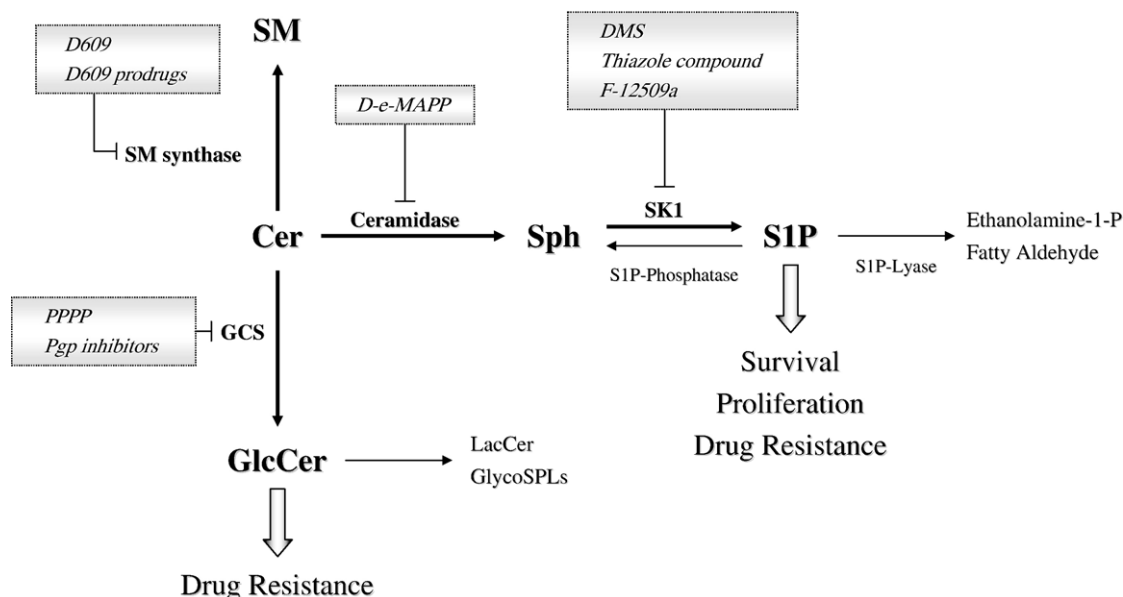 SM
D609
D609 prodrugs
SM synthase
D-e-MAPP
DMS
Thiazole compound
F-12509a
Cer
Ceramidase
Sph
SK1
S1P-Phosphatase
S1P
S1P-Lyase
Ethanolamine-1-P
Fatty Aldehyde
PPPP
Pgp inhibitors
GCS
Survival
Proliferation
Drug Resistance
GlcCer
LacCer
GlycoSPLs
Drug Resistance